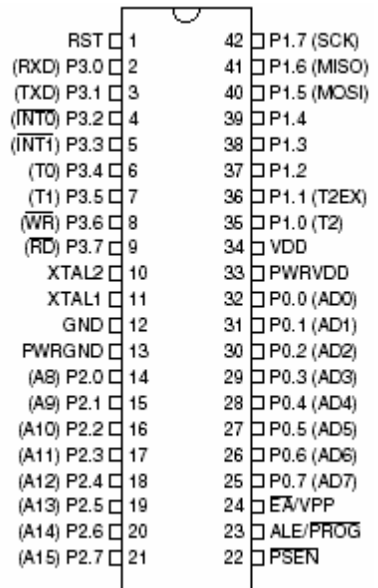 RST 1 42 P1.7 (SCK)
(RXD) P3.0 2 41 P1.6 (MISO)
(TXD) P3.1 3 40 P1.5 (MOSI)
(INT0) P3.2 4 39 P1.4
(INT1) P3.3 5 38 P1.3
(T0) P3.4 6 37 P1.2
(T1) P3.5 7 36 P1.1 (T2EX)
(WR) P3.6 8 35 P1.0 (T2)
(RD) P3.7 9 34 VDD
XTAL2 10 33 PWRVDD
XTAL1 11 32 P0.0 (AD0)
GND 12 31 P0.1 (AD1)
PWRGND 13 30 P0.2 (AD2)
(A8) P2.0 14 29 P0.3 (AD3)
(A9) P2.1 15 28 P0.4 (AD4)
(A10) P2.2 16 27 P0.5 (AD5)
(A11) P2.3 17 26 P0.6 (AD6)
(A12) P2.4 18 25 P0.7 (AD7)
(A13) P2.5 19 24 EA/VPP
(A14) P2.6 20 23 ALE/PROG
(A15) P2.7 21 22 PSEN